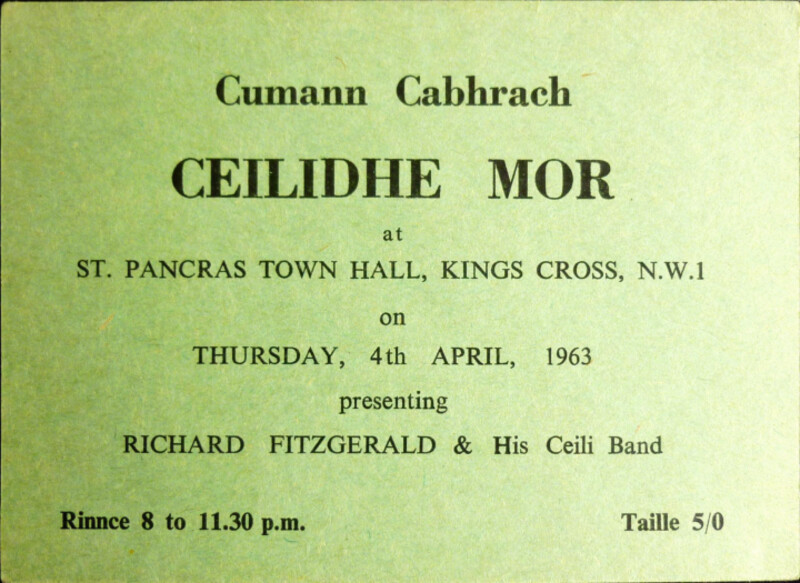 Cumann Cabhrach
CEILIDHE MOR
at
ST. PANCRAS TOWN HALL, KINGS CROSS, N.W.1
on
THURSDAY, 4th APRIL, 1963
presenting
RICHARD FITZGERALD & His Ceili Band
Rinnce 8 to 11.30 p.m. Taille 5/0